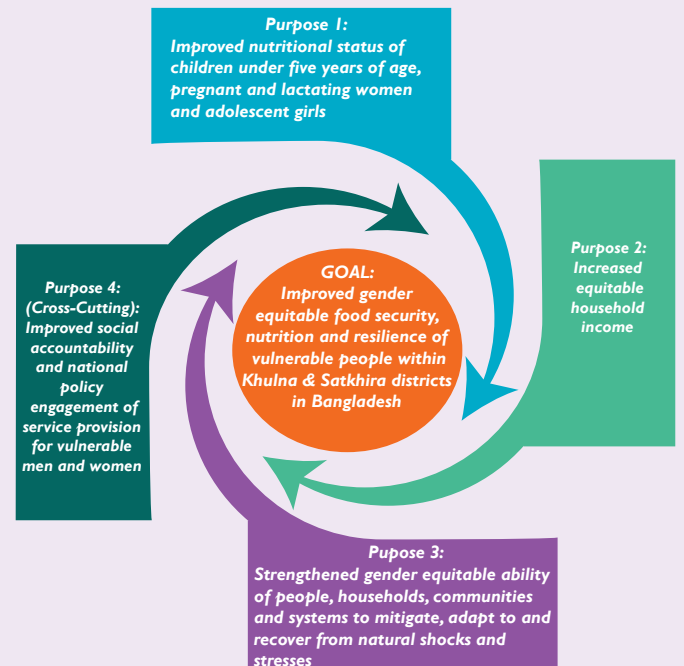 Purpose 1:
Improved nutritional status of
children under five years of age,
pregnant and lactating women
and adolescent girls
Purpose 2:
Increased
equitable
household
income
GOAL:
Improved gender
equitable food security,
nutrition and resilience of
vulnerable people within
Khulna & Satkhira districts
in Bangladesh
Purpose 4:
(Cross-Cutting):
Improved social
accountability
and national
policy
engagement of
service provision
for vulnerable
men and women
Pupose 3:
Strengthened gender equitable ability
of people, households, communities
and systems to mitigate, adapt to and
recover from natural shocks and
stresses